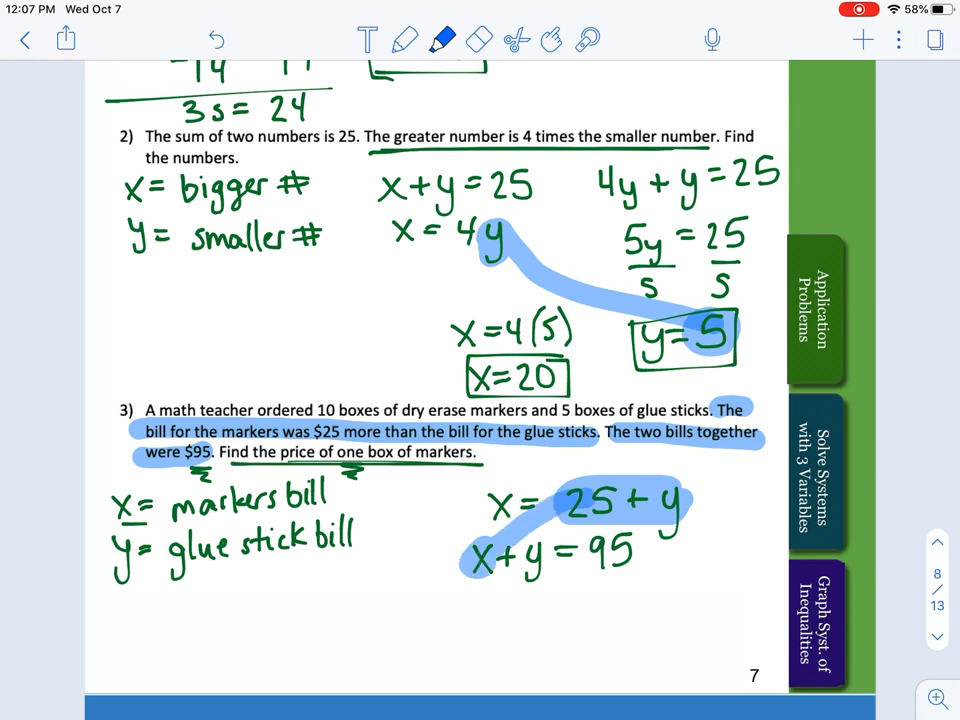 12:07 PM Wed Oct 7
58%
3s = 24
2) The sum of two numbers is 25. The greater number is 4 times the smaller number. Find
the numbers.
x = bigger #
y = smaller #
x + y = 25
x = 4y
4y + y = 25
5y = 25
5 5
y = 5
x = 4(5)
x = 20
3) A math teacher ordered 10 boxes of dry erase markers and 5 boxes of glue sticks. The
bill for the markers was $25 more than the bill for the glue sticks. The two bills together
were $95. Find the price of one box of markers.
x = markers bill
y = glue stick bill
x = 25 + y
x + y = 95
7
Application
Problems
Solve Systems
with 3 Variables
Graph Syst. of
Inequalities
8
/
13